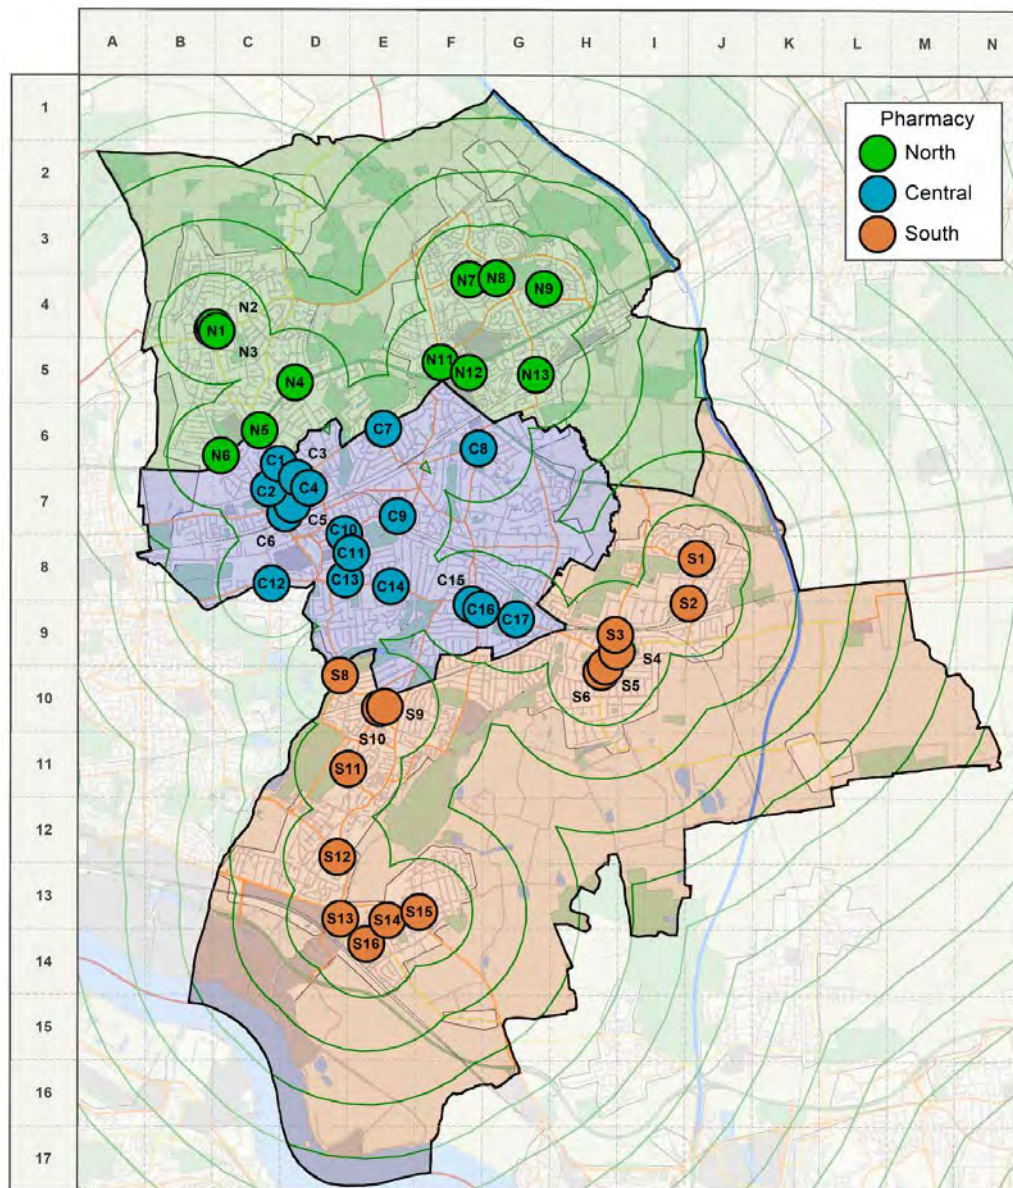 A B C D E F G H I J K L M N
1
Pharmacy
North
2
Central
3
South
N7 N8 N9
4
N2
N1
N3
N11
5
N4 N12 N13
N5 C7
6
N6 C1 C3 C8
C2 C4
7
C5 C9
C6 C10
C11
8
C12 C13 C14 C15 S1
C16 C17 S2
9
S3
S8 S4
S6 S5
10
S9
S10
11
S11
12
S12
13
S13 S14 S15
S16
14
15
16
17